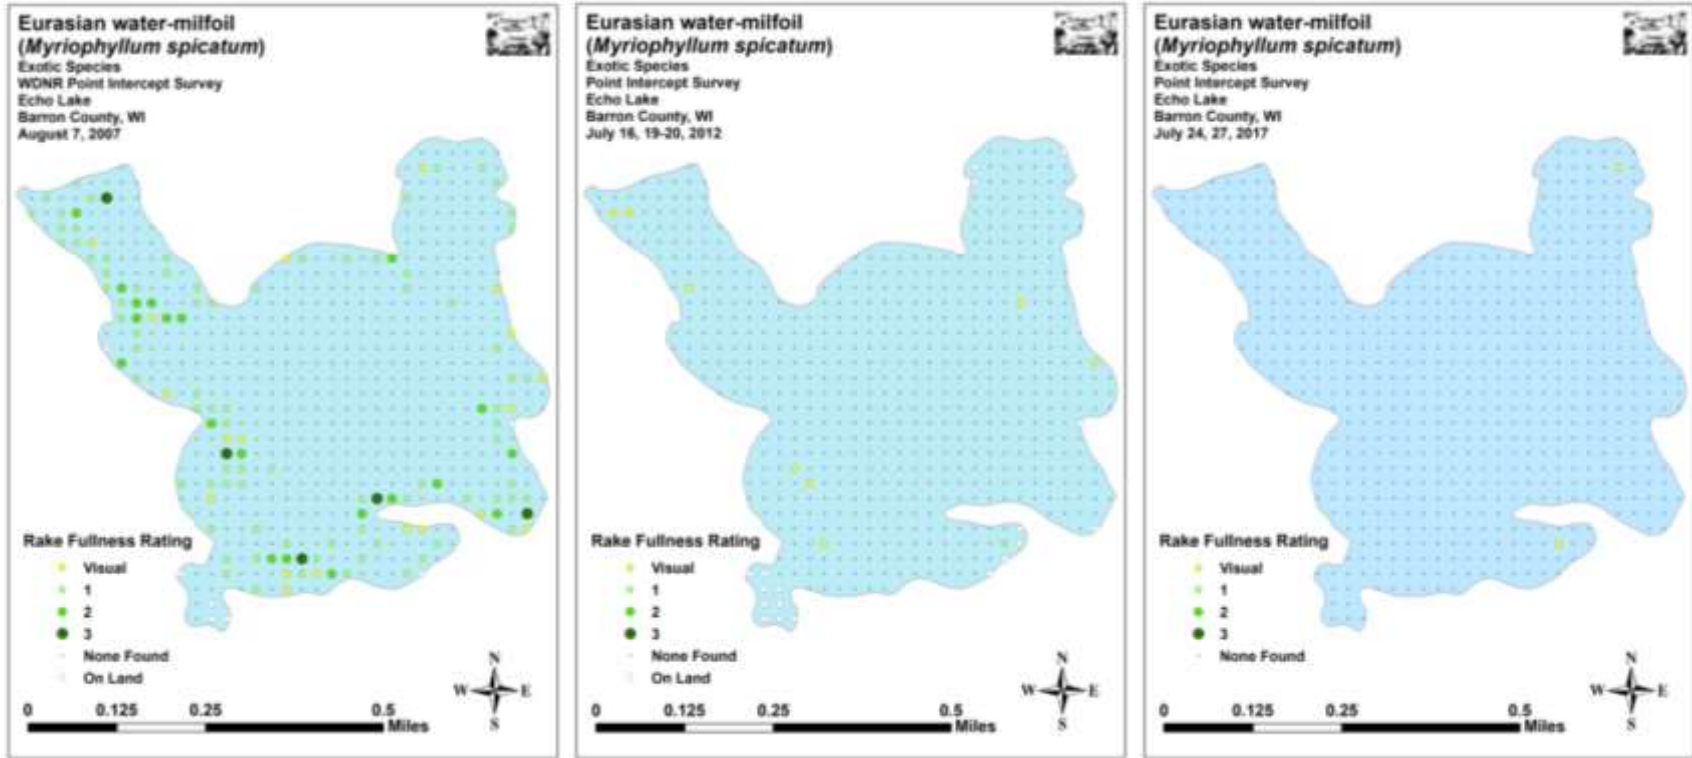 Eurasian water-milfoil
(Myriophyllum spicatum)
Exotic Species
WDNR Point Intercept Survey
Echo Lake
Barron County, WI
August 7, 2007
Rake Fullness Rating
Visual
1
2
3
None Found
On Land
N
W E
S
0 0.125 0.25 0.5
Miles
Eurasian water-milfoil
(Myriophyllum spicatum)
Exotic Species
Point Intercept Survey
Echo Lake
Barron County, WI
July 16, 19-20, 2012
Rake Fullness Rating
Visual
1
2
3
None Found
On Land
N
W E
S
0 0.125 0.25 0.5
Miles
Eurasian water-milfoil
(Myriophyllum spicatum)
Exotic Species
Point Intercept Survey
Echo Lake
Barron County, WI
July 24, 27, 2017
Rake Fullness Rating
Visual
1
2
3
None Found
N
W E
S
0 0.125 0.25 0.5
Miles